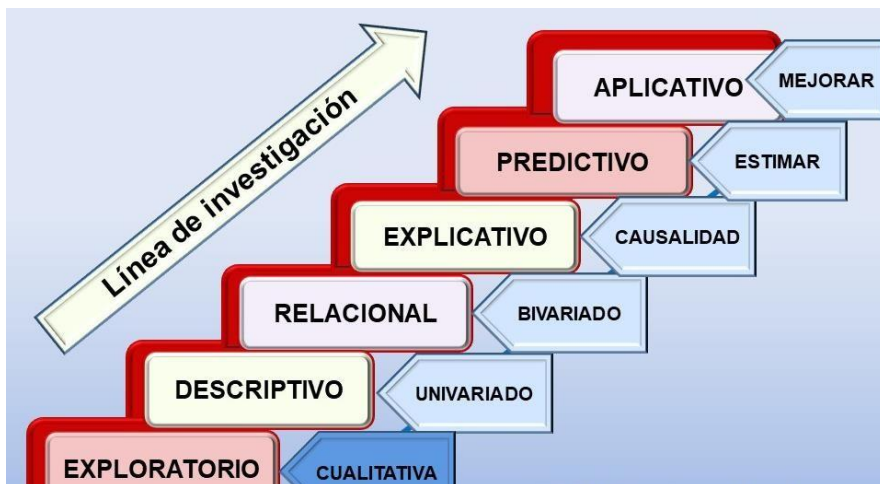 Línea de investigación
APLICATIVO
MEJORAR
PREDICTIVO
ESTIMAR
EXPLICATIVO
CAUSALIDAD
RELACIONAL
BIVARIADO
DESCRIPTIVO
UNIVARIADO
EXPLORATORIO
CUALITATIVA